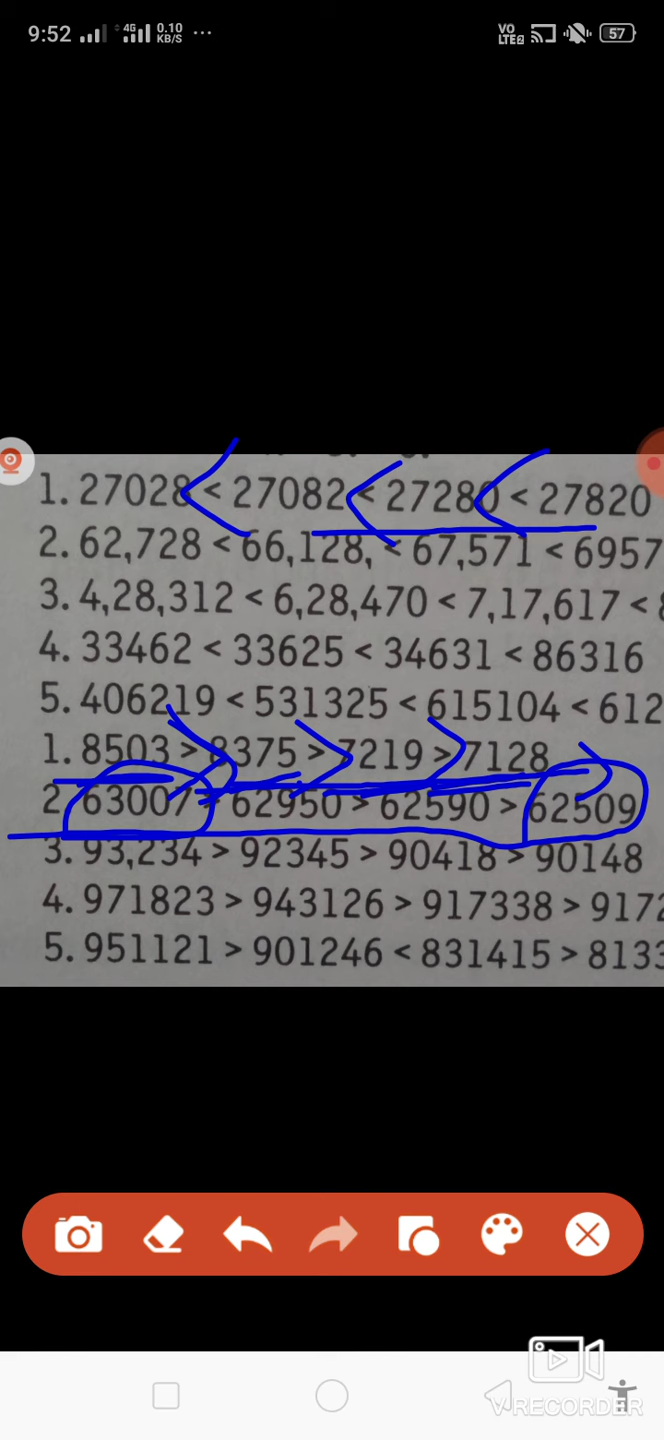 9:52 4G 0.10 KB/S ... VO LTE2 57
1. 27028 < 27082 < 27280 < 27820
2. 62,728 < 66,128, < 67,571 < 6957
3. 4,28,312 < 6,28,470 < 7,17,617 <
4. 33462 < 33625 < 34631 < 86316
5. 406219 < 531325 < 615104 < 612
1. 8503 > 8375 > 7219 > 7128
2 63007 > 62950 > 62590 > 62509
3. 93,234 > 92345 > 90418 > 90148
4. 971823 > 943126 > 917338 > 917
5. 951121 > 901246 < 831415 > 813
V RECORDER